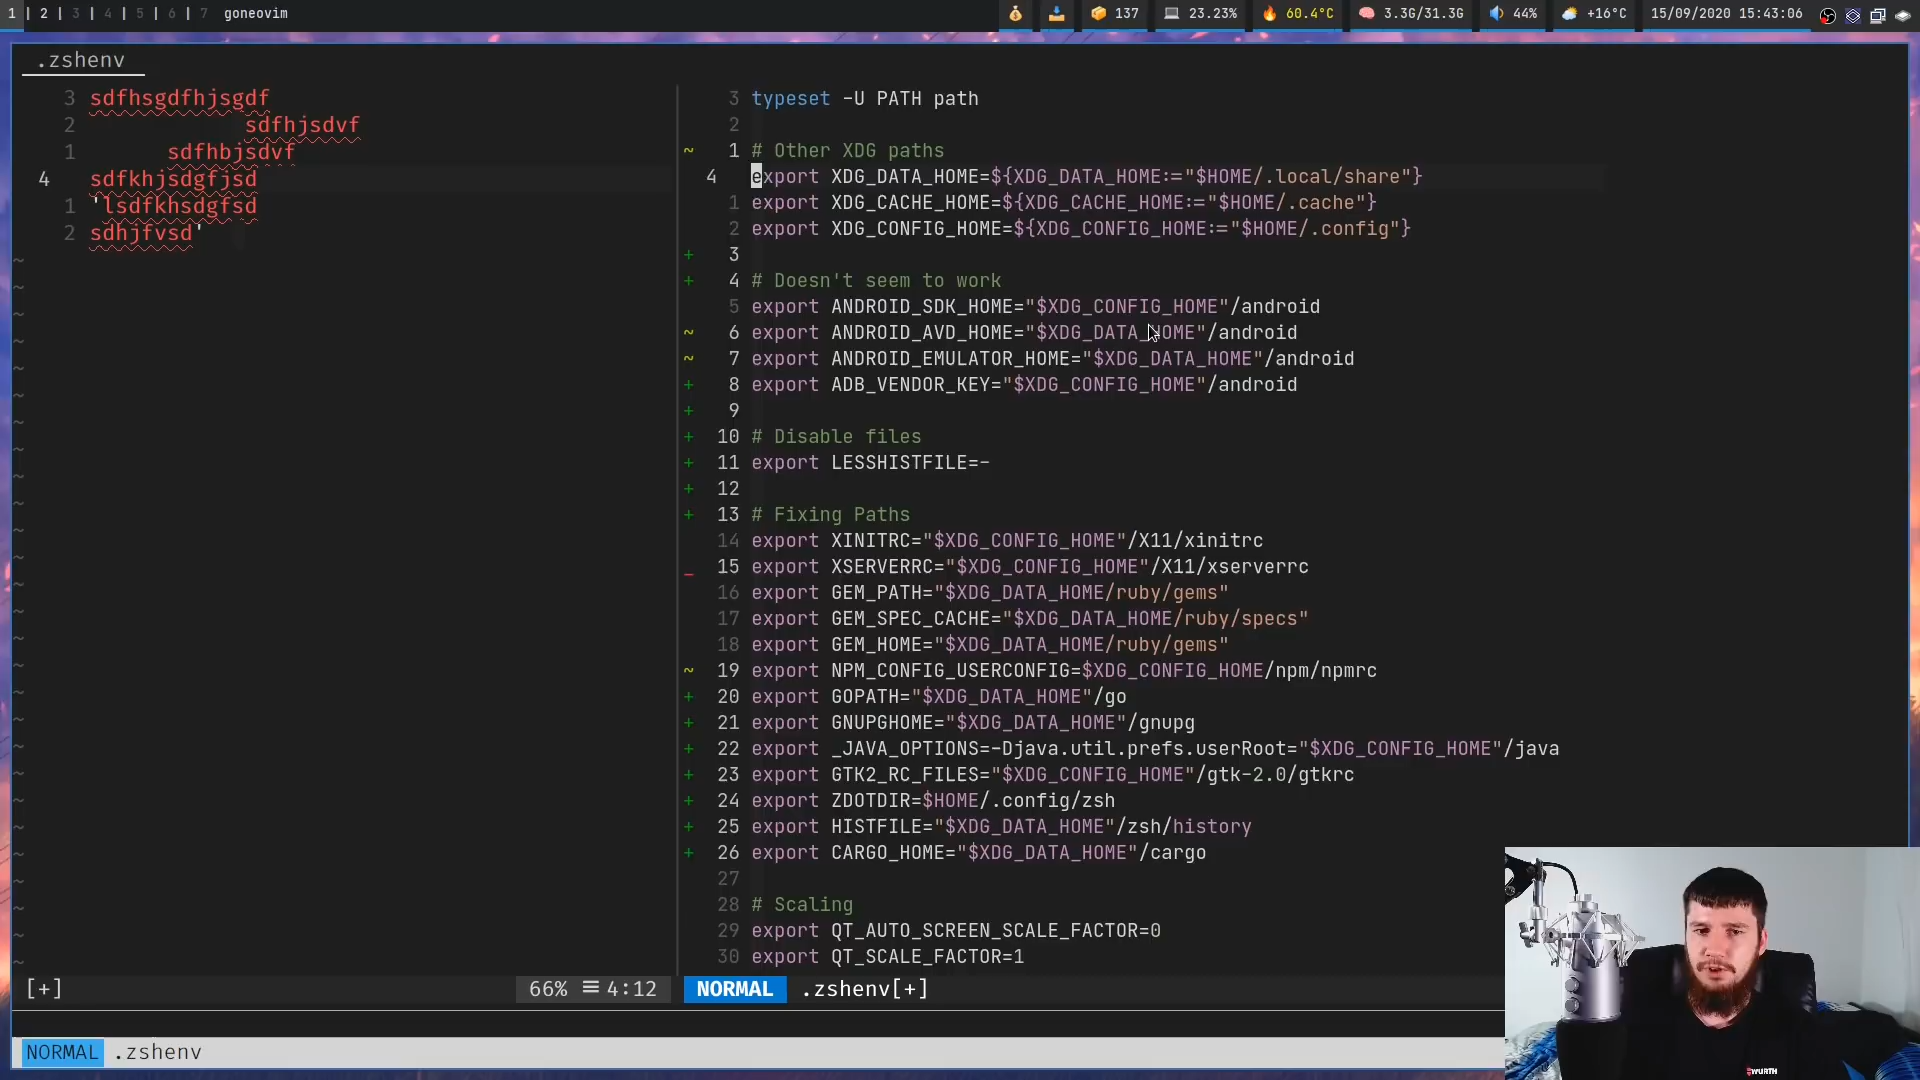 1 | 2 | 3 | 4 | 5 | 6 | 7 goneovim
137 23.23% 60.4°C 3.3G/31.3G 44% +16°C 15/09/2020 15:43:06
.zshenv
3 sdfhsgdfhjsgdf
2 sdfhjsdvf
1 sdfhbjsdvf
4 sdfkhjsdgfjsd
1 'lsdfkhsdgfsd
2 sdhjfvsd'
3 typeset -U PATH path
2
~ 1 # Other XDG paths
4 export XDG_DATA_HOME=${XDG_DATA_HOME:="$HOME/.local/share"}
1 export XDG_CACHE_HOME=${XDG_CACHE_HOME:="$HOME/.cache"}
2 export XDG_CONFIG_HOME=${XDG_CONFIG_HOME:="$HOME/.config"}
+ 3
+ 4 # Doesn't seem to work
5 export ANDROID_SDK_HOME="$XDG_CONFIG_HOME"/android
~ 6 export ANDROID_AVD_HOME="$XDG_DATA_HOME"/android
~ 7 export ANDROID_EMULATOR_HOME="$XDG_DATA_HOME"/android
+ 8 export ADB_VENDOR_KEY="$XDG_CONFIG_HOME"/android
+ 9
+ 10 # Disable files
+ 11 export LESSHISTFILE=-
+ 12
+ 13 # Fixing Paths
14 export XINITRC="$XDG_CONFIG_HOME"/X11/xinitrc
_ 15 export XSERVERRC="$XDG_CONFIG_HOME"/X11/xserverrc
16 export GEM_PATH="$XDG_DATA_HOME/ruby/gems"
17 export GEM_SPEC_CACHE="$XDG_DATA_HOME/ruby/specs"
18 export GEM_HOME="$XDG_DATA_HOME/ruby/gems"
~ 19 export NPM_CONFIG_USERCONFIG=$XDG_CONFIG_HOME/npm/npmrc
+ 20 export GOPATH="$XDG_DATA_HOME"/go
+ 21 export GNUPGHOME="$XDG_DATA_HOME"/gnupg
+ 22 export _JAVA_OPTIONS=-Djava.util.prefs.userRoot="$XDG_CONFIG_HOME"/java
+ 23 export GTK2_RC_FILES="$XDG_CONFIG_HOME"/gtk-2.0/gtkrc
+ 24 export ZDOTDIR=$HOME/.config/zsh
+ 25 export HISTFILE="$XDG_DATA_HOME"/zsh/history
+ 26 export CARGO_HOME="$XDG_DATA_HOME"/cargo
27
28 # Scaling
29 export QT_AUTO_SCREEN_SCALE_FACTOR=0
30 export QT_SCALE_FACTOR=1
[+] 66% ☰ 4:12 NORMAL .zshenv[+]
NORMAL .zshenv
WURTH